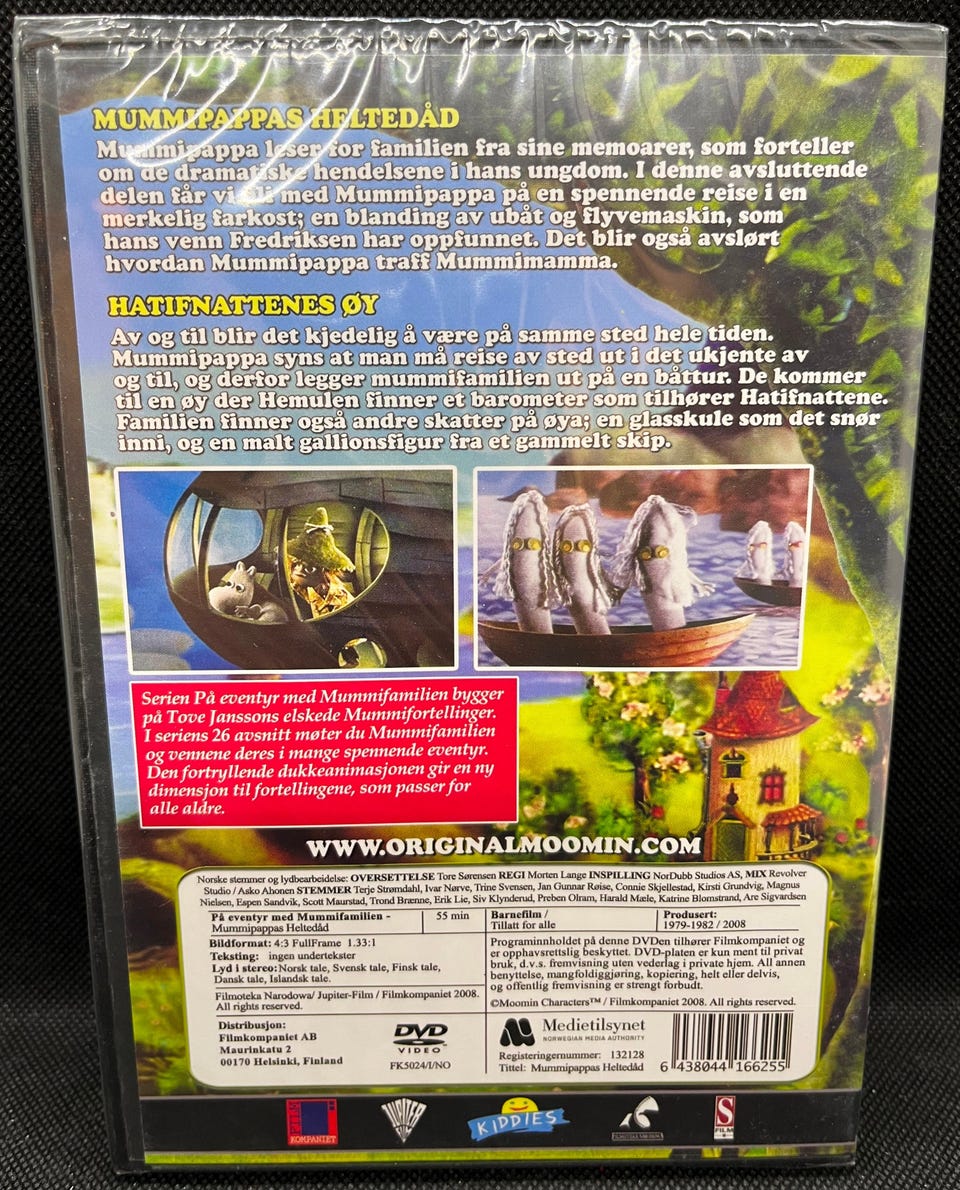 MUMMIPAPPAS HELTEDÅD
Mummipappa leser for familien fra sine memoarer, som forteller
om de dramatiske hendelsene i hans ungdom. I denne avsluttende
delen får vi bli med Mummipappa på en spennende reise i en
merkelig farkost; en blanding av ubåt og flyvemaskin, som
hans venn Fredriksen har oppfunnet. Det blir også avslørt
hvordan Mummipappa traff Mummimamma.
HATIFNATTENES ØY
Av og til blir det kjedelig å være på samme sted hele tiden.
Mummipappa syns at man må reise av sted ut i det ukjente av
og til, og derfor legger mummifamilien ut på en båttur. De kommer
til en øy der Hemulen finner et barometer som tilhører Hatifnattene.
Familien finner også andre skatter på øya; en glasskule som det snør
inni, og en malt gallionsfigur fra et gammelt skip.
Serien På eventyr med Mummifamilien bygger
på Tove Janssons elskede Mummifortellinger.
I seriens 26 avsnitt møter du Mummifamilien
og vennene deres i mange spennende eventyr.
Den fortryllende dukkeanimasjonen gir en ny
dimensjon til fortellingene, som passer for
alle aldre.
WWW.ORIGINALMOOMIN.COM
Norske stemmer og lydbearbeidelse: OVERSETTELSE Tore Sørensen REGI Morten Lange INSPILLING NorDubb Studios AS, MIX Revolver
Studio / Asko Ahonen STEMMER Terje Strømdahl, Ivar Nørve, Trine Svensen, Jan Gunnar Røise, Connie Skjellestad, Kirsti Grundvig, Magnus
Nielsen, Espen Sandvik, Scott Maurstad, Trond Brænne, Erik Lie, Siv Klynderud, Preben Olram, Harald Mæle, Katrine Blomstrand, Are Sigvardsen
På eventyr med Mummifamilien -
Mummipappas Heltedåd
55 min
Barnefilm /
Tillatt for alle
Produsert:
1979-1982 / 2008
Bildformat: 4:3 FullFrame 1.33:1
Teksting: ingen undertekster
Lyd i stereo: Norsk tale, Svensk tale, Finsk tale,
Dansk tale, Islandsk tale.
Filmoteka Narodowa/ Jupiter-Film / Filmkompaniet 2008.
All rights reserved.
Programinnholdet på denne DVDen tilhører Filmkompaniet og
er opphavsrettslig beskyttet. DVD-platen er kun ment til privat
bruk, d.v.s. fremvisning uten vederlag i private hjem. All annen
benyttelse, mangfoldiggjøring, kopiering, helt eller delvis,
og offentlig fremvisning er strengt forbudt.
©Moomin Characters™ / Filmkompaniet 2008. All rights reserved.
Distribusjon:
Filmkompaniet AB
Maurinkatu 2
00170 Helsinki, Finland
DVD
VIDEO
FK5024/I/NO
Medietilsynet
NORWEGIAN MEDIA AUTHORITY
Registeringernummer: 132128
Tittel: Mummipappas Heltedåd
6 438044 166255
FILM
KOMPANIET
JUPITER
FILM
KIDDIES
S
FILM